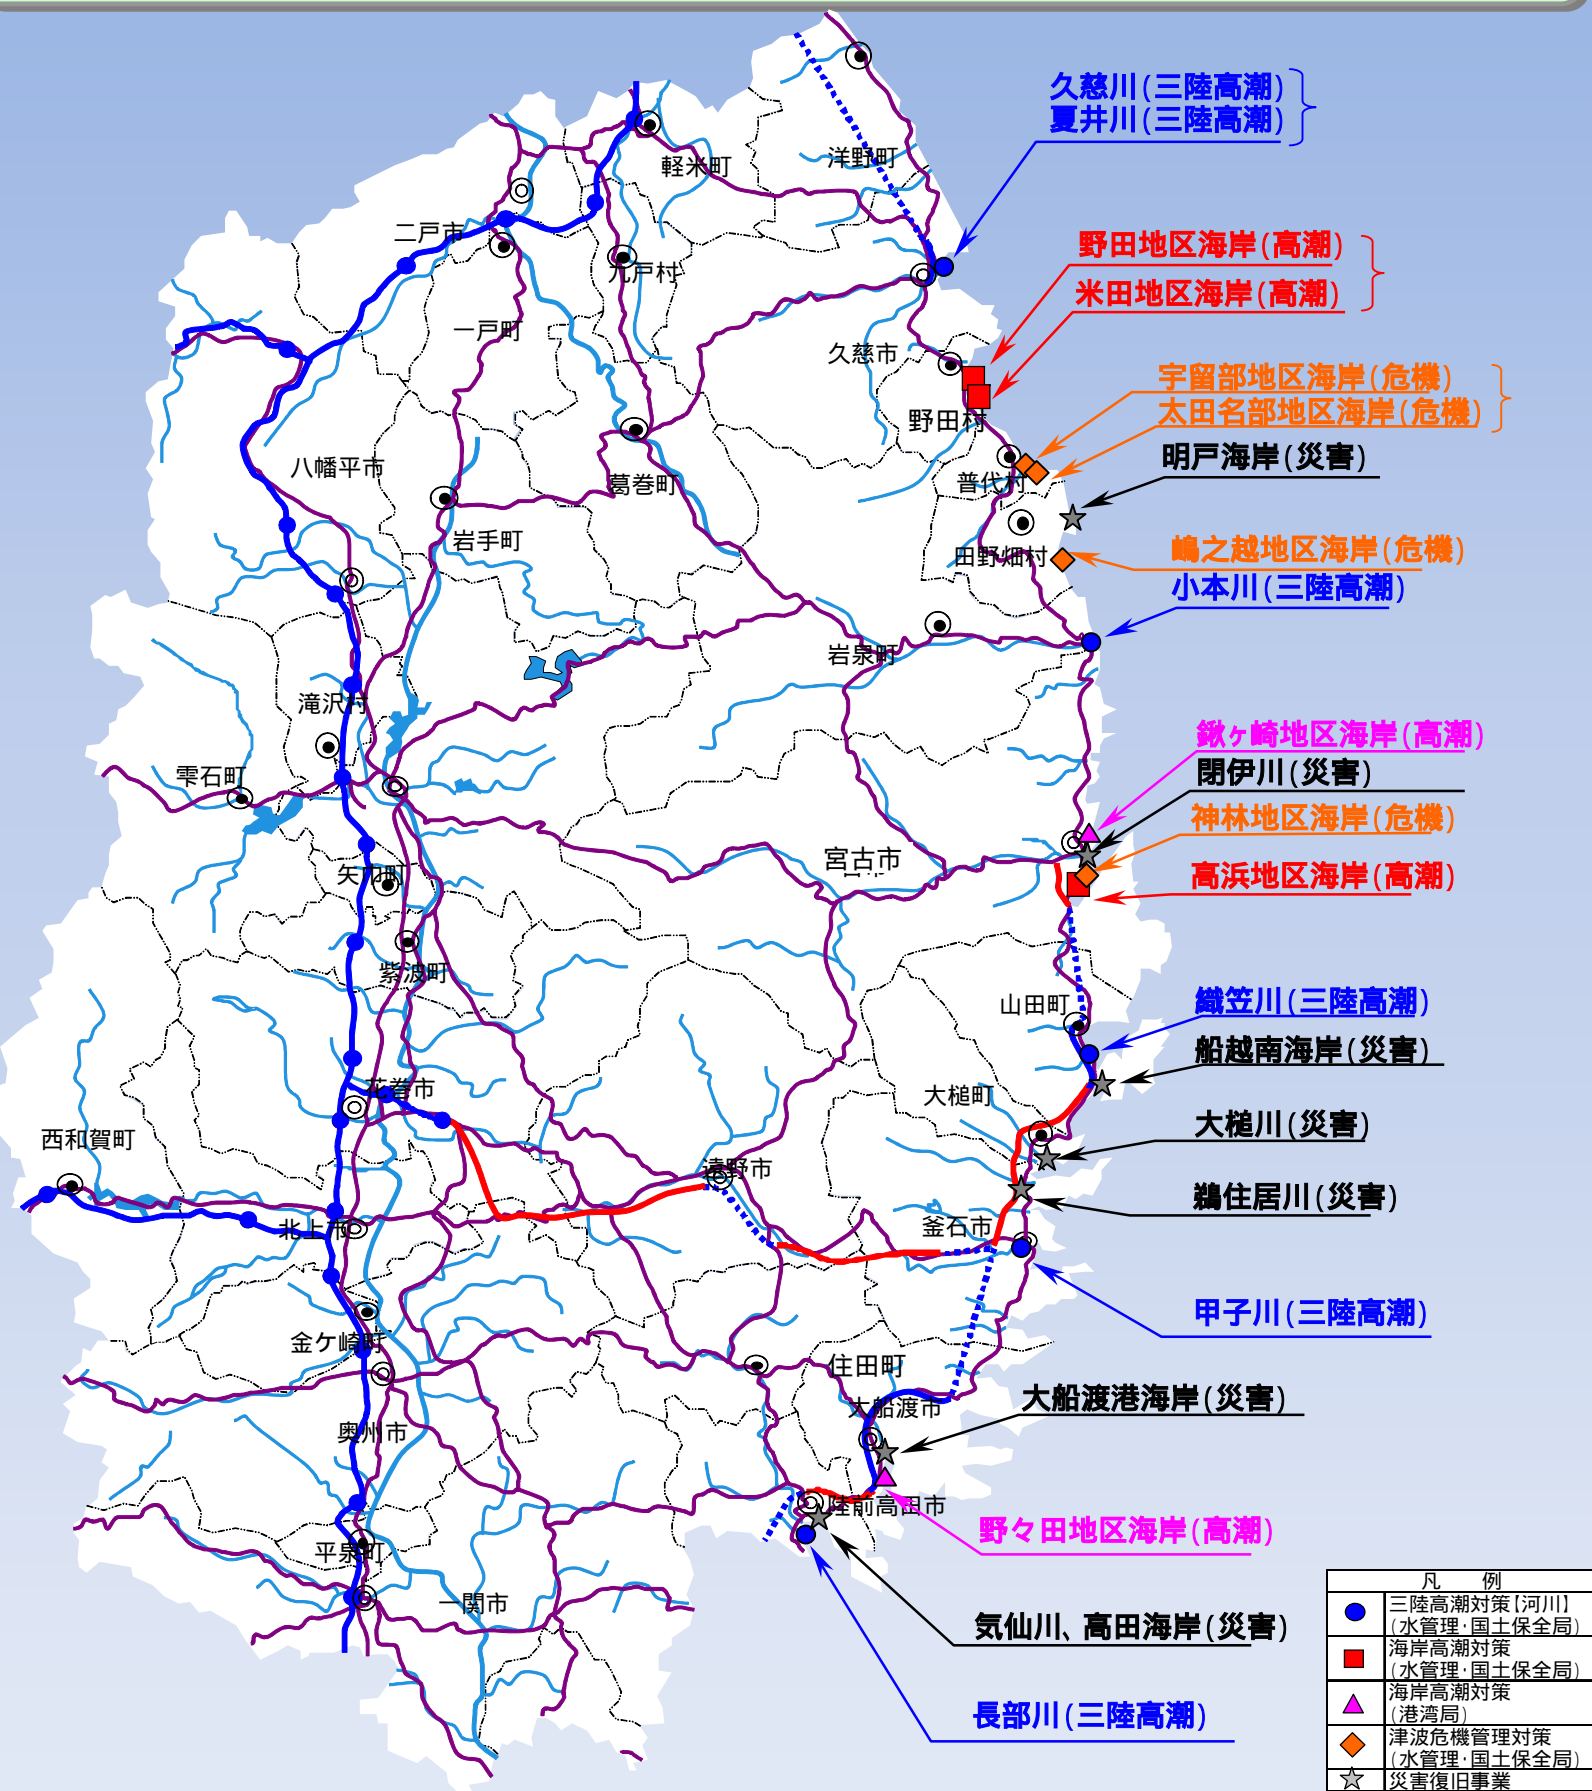 久慈川(三陸高潮)
夏井川(三陸高潮)
野田地区海岸(高潮)
米田地区海岸(高潮)
宇留部地区海岸(危機)
太田名部地区海岸(危機)
明戸海岸(災害)
嶋之越地区海岸(危機)
小本川(三陸高潮)
鍬ヶ崎地区海岸(高潮)
閉伊川(災害)
神林地区海岸(危機)
高浜地区海岸(高潮)
織笠川(三陸高潮)
船越南海岸(災害)
大槌川(災害)
鵜住居川(災害)
甲子川(三陸高潮)
大船渡港海岸(災害)
野々田地区海岸(高潮)
気仙川、高田海岸(災害)
長部川(三陸高潮)
軽米町
洋野町
二戸市
九戸村
一戸町
久慈市
野田村
八幡平市
葛巻町
普代村
岩手町
田野畑村
岩泉町
滝沢村
雫石町
宮古市
矢巾町
紫波町
山田町
花巻市
大槌町
西和賀町
遠野市
北上市
釜石市
金ケ崎町
住田町
大船渡市
奥州市
陸前高田市
平泉町
一関市
凡 例
三陸高潮対策【河川】
(水管理・国土保全局)
海岸高潮対策
(水管理・国土保全局)
海岸高潮対策
(港湾局)
津波危機管理対策
(水管理・国土保全局)
災害復旧事業